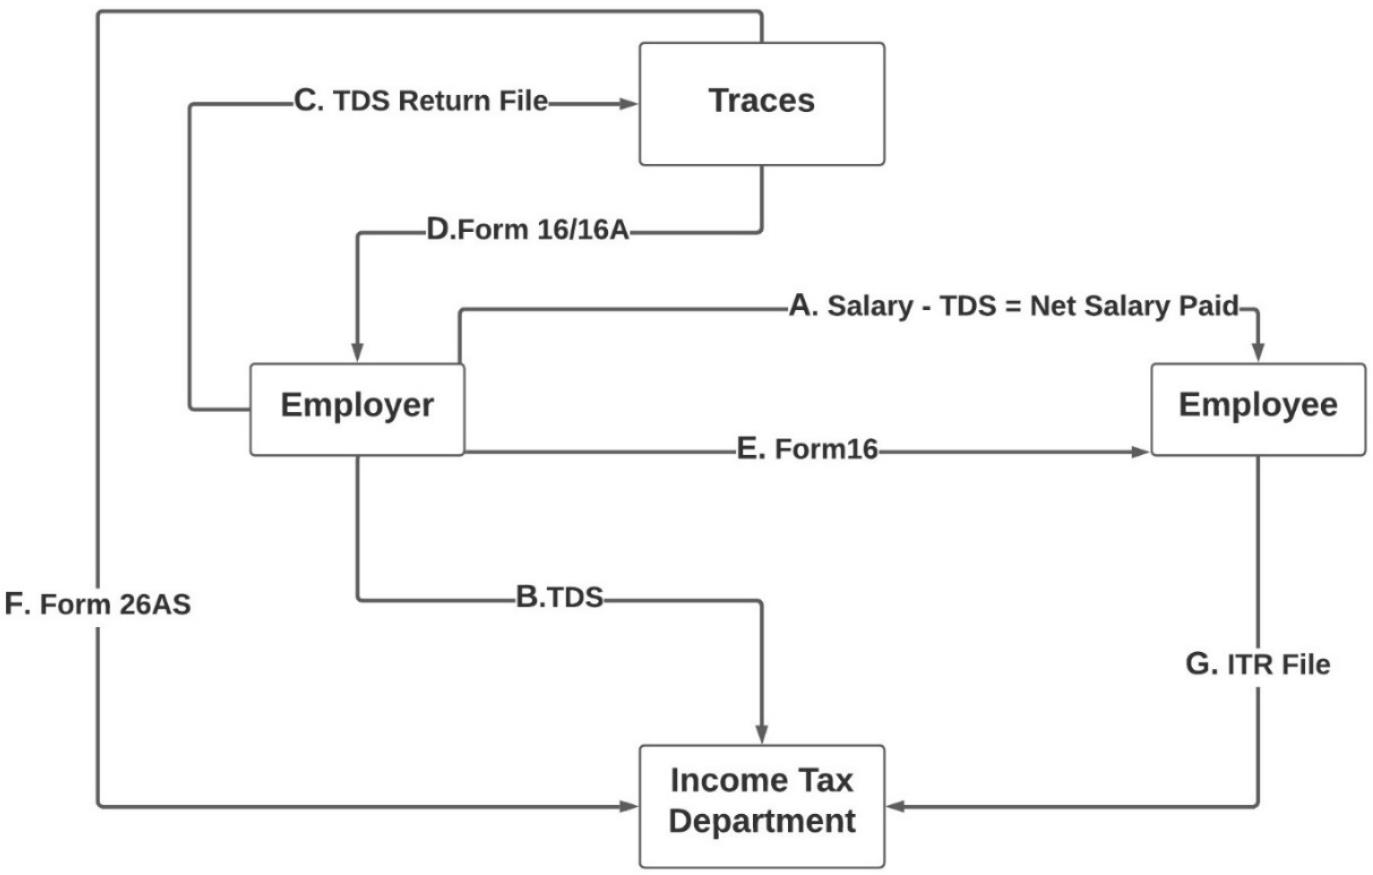 C. TDS Return File
Traces
D.Form 16/16A
A. Salary - TDS = Net Salary Paid
Employer
Employee
E. Form16
B.TDS
F. Form 26AS
G. ITR File
Income Tax
Department